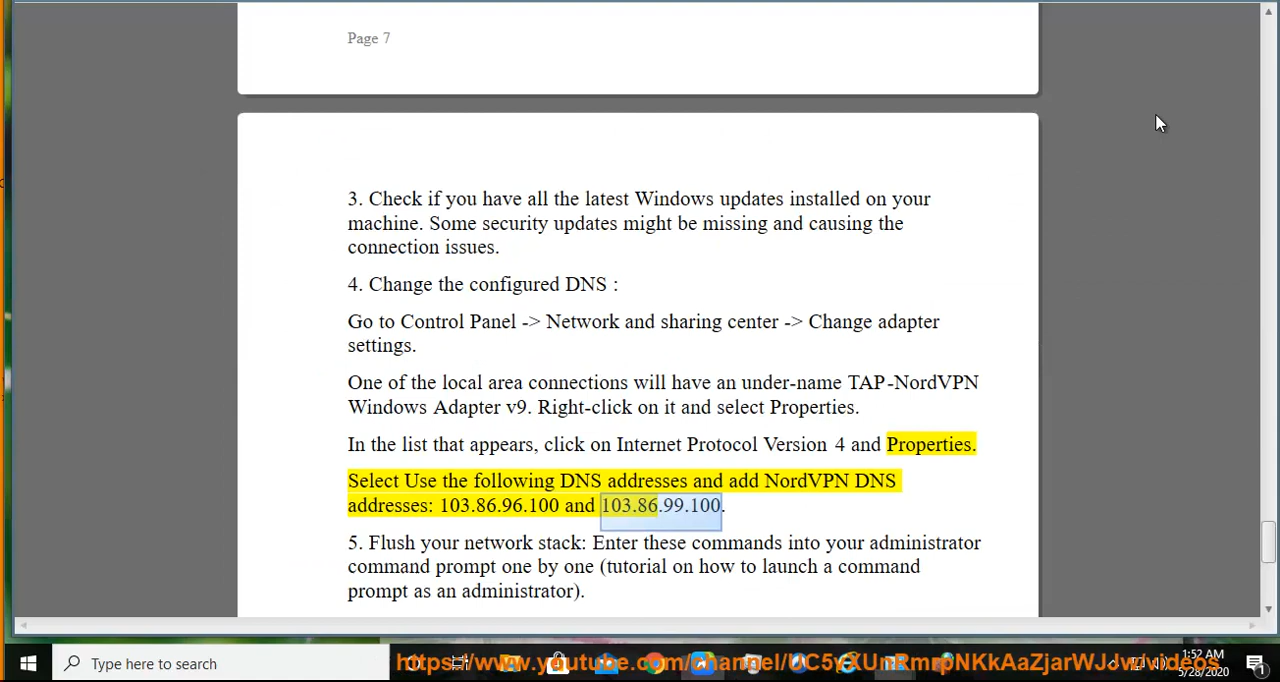 Page 7
3. Check if you have all the latest Windows updates installed on your
machine. Some security updates might be missing and causing the
connection issues.
4. Change the configured DNS :
Go to Control Panel -> Network and sharing center -> Change adapter
settings.
One of the local area connections will have an under-name TAP-NordVPN
Windows Adapter v9. Right-click on it and select Properties.
In the list that appears, click on Internet Protocol Version 4 and Properties.
Select Use the following DNS addresses and add NordVPN DNS
addresses: 103.86.96.100 and 103.86.99.100.
5. Flush your network stack: Enter these commands into your administrator
command prompt one by one (tutorial on how to launch a command
prompt as an administrator).
Type here to search
1:52 AM
5/28/2020